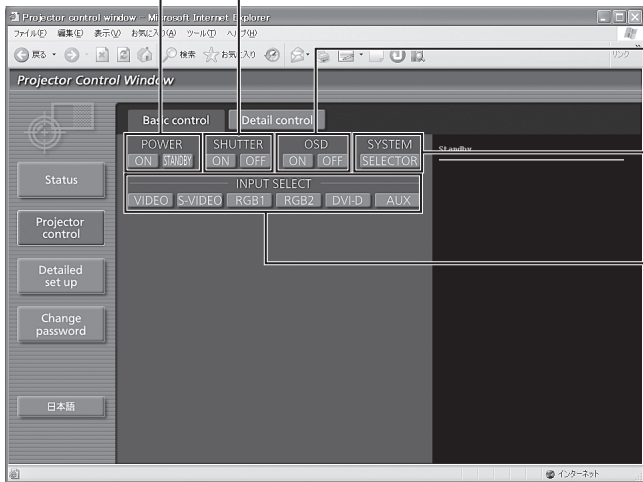 Projector control window - Microsoft Internet Explorer
ファイル(F) 編集(E) 表示(V) お気に入り(A) ツール(T) ヘルプ(H)
戻る 検索 お気に入り リンク
Projector Control Window
Basic control Detail control
POWER SHUTTER OSD SYSTEM
ON STANDBY ON OFF ON OFF SELECTOR
Standby
INPUT SELECT
VIDEO S-VIDEO RGB1 RGB2 DVI-D AUX
Status
Projector
control
Detailed
set up
Change
password
日本語
インターネット